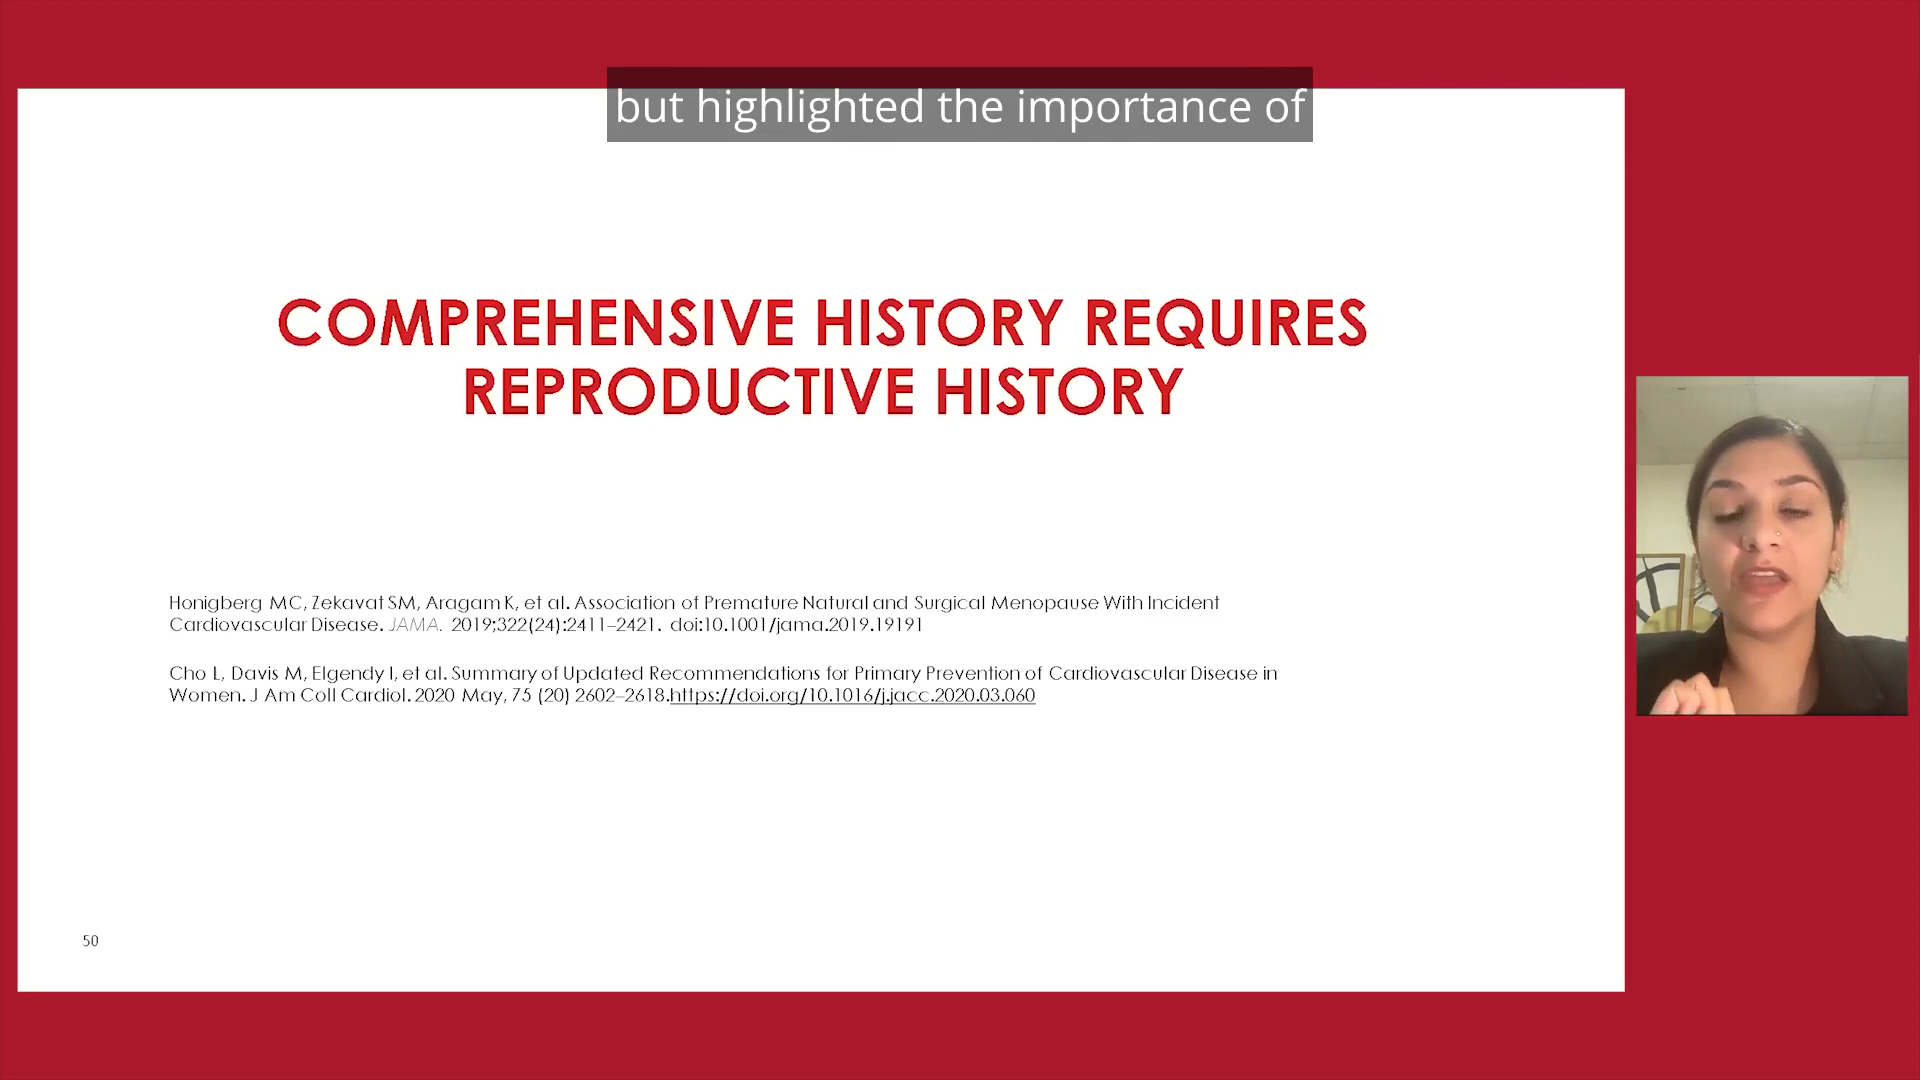 but highlighted the importance of
COMPREHENSIVE HISTORY REQUIRES
REPRODUCTIVE HISTORY
Honigberg MC, Zekavat SM, Aragam K, et al. Association of Premature Natural and Surgical Menopause With Incident
Cardiovascular Disease. JAMA. 2019;322(24):2411–2421. doi:10.1001/jama.2019.19191
Cho L, Davis M, Elgendy I, et al. Summary of Updated Recommendations for Primary Prevention of Cardiovascular Disease in
Women. J Am Coll Cardiol. 2020 May, 75 (20) 2602–2618.https://doi.org/10.1016/j.jacc.2020.03.060
50